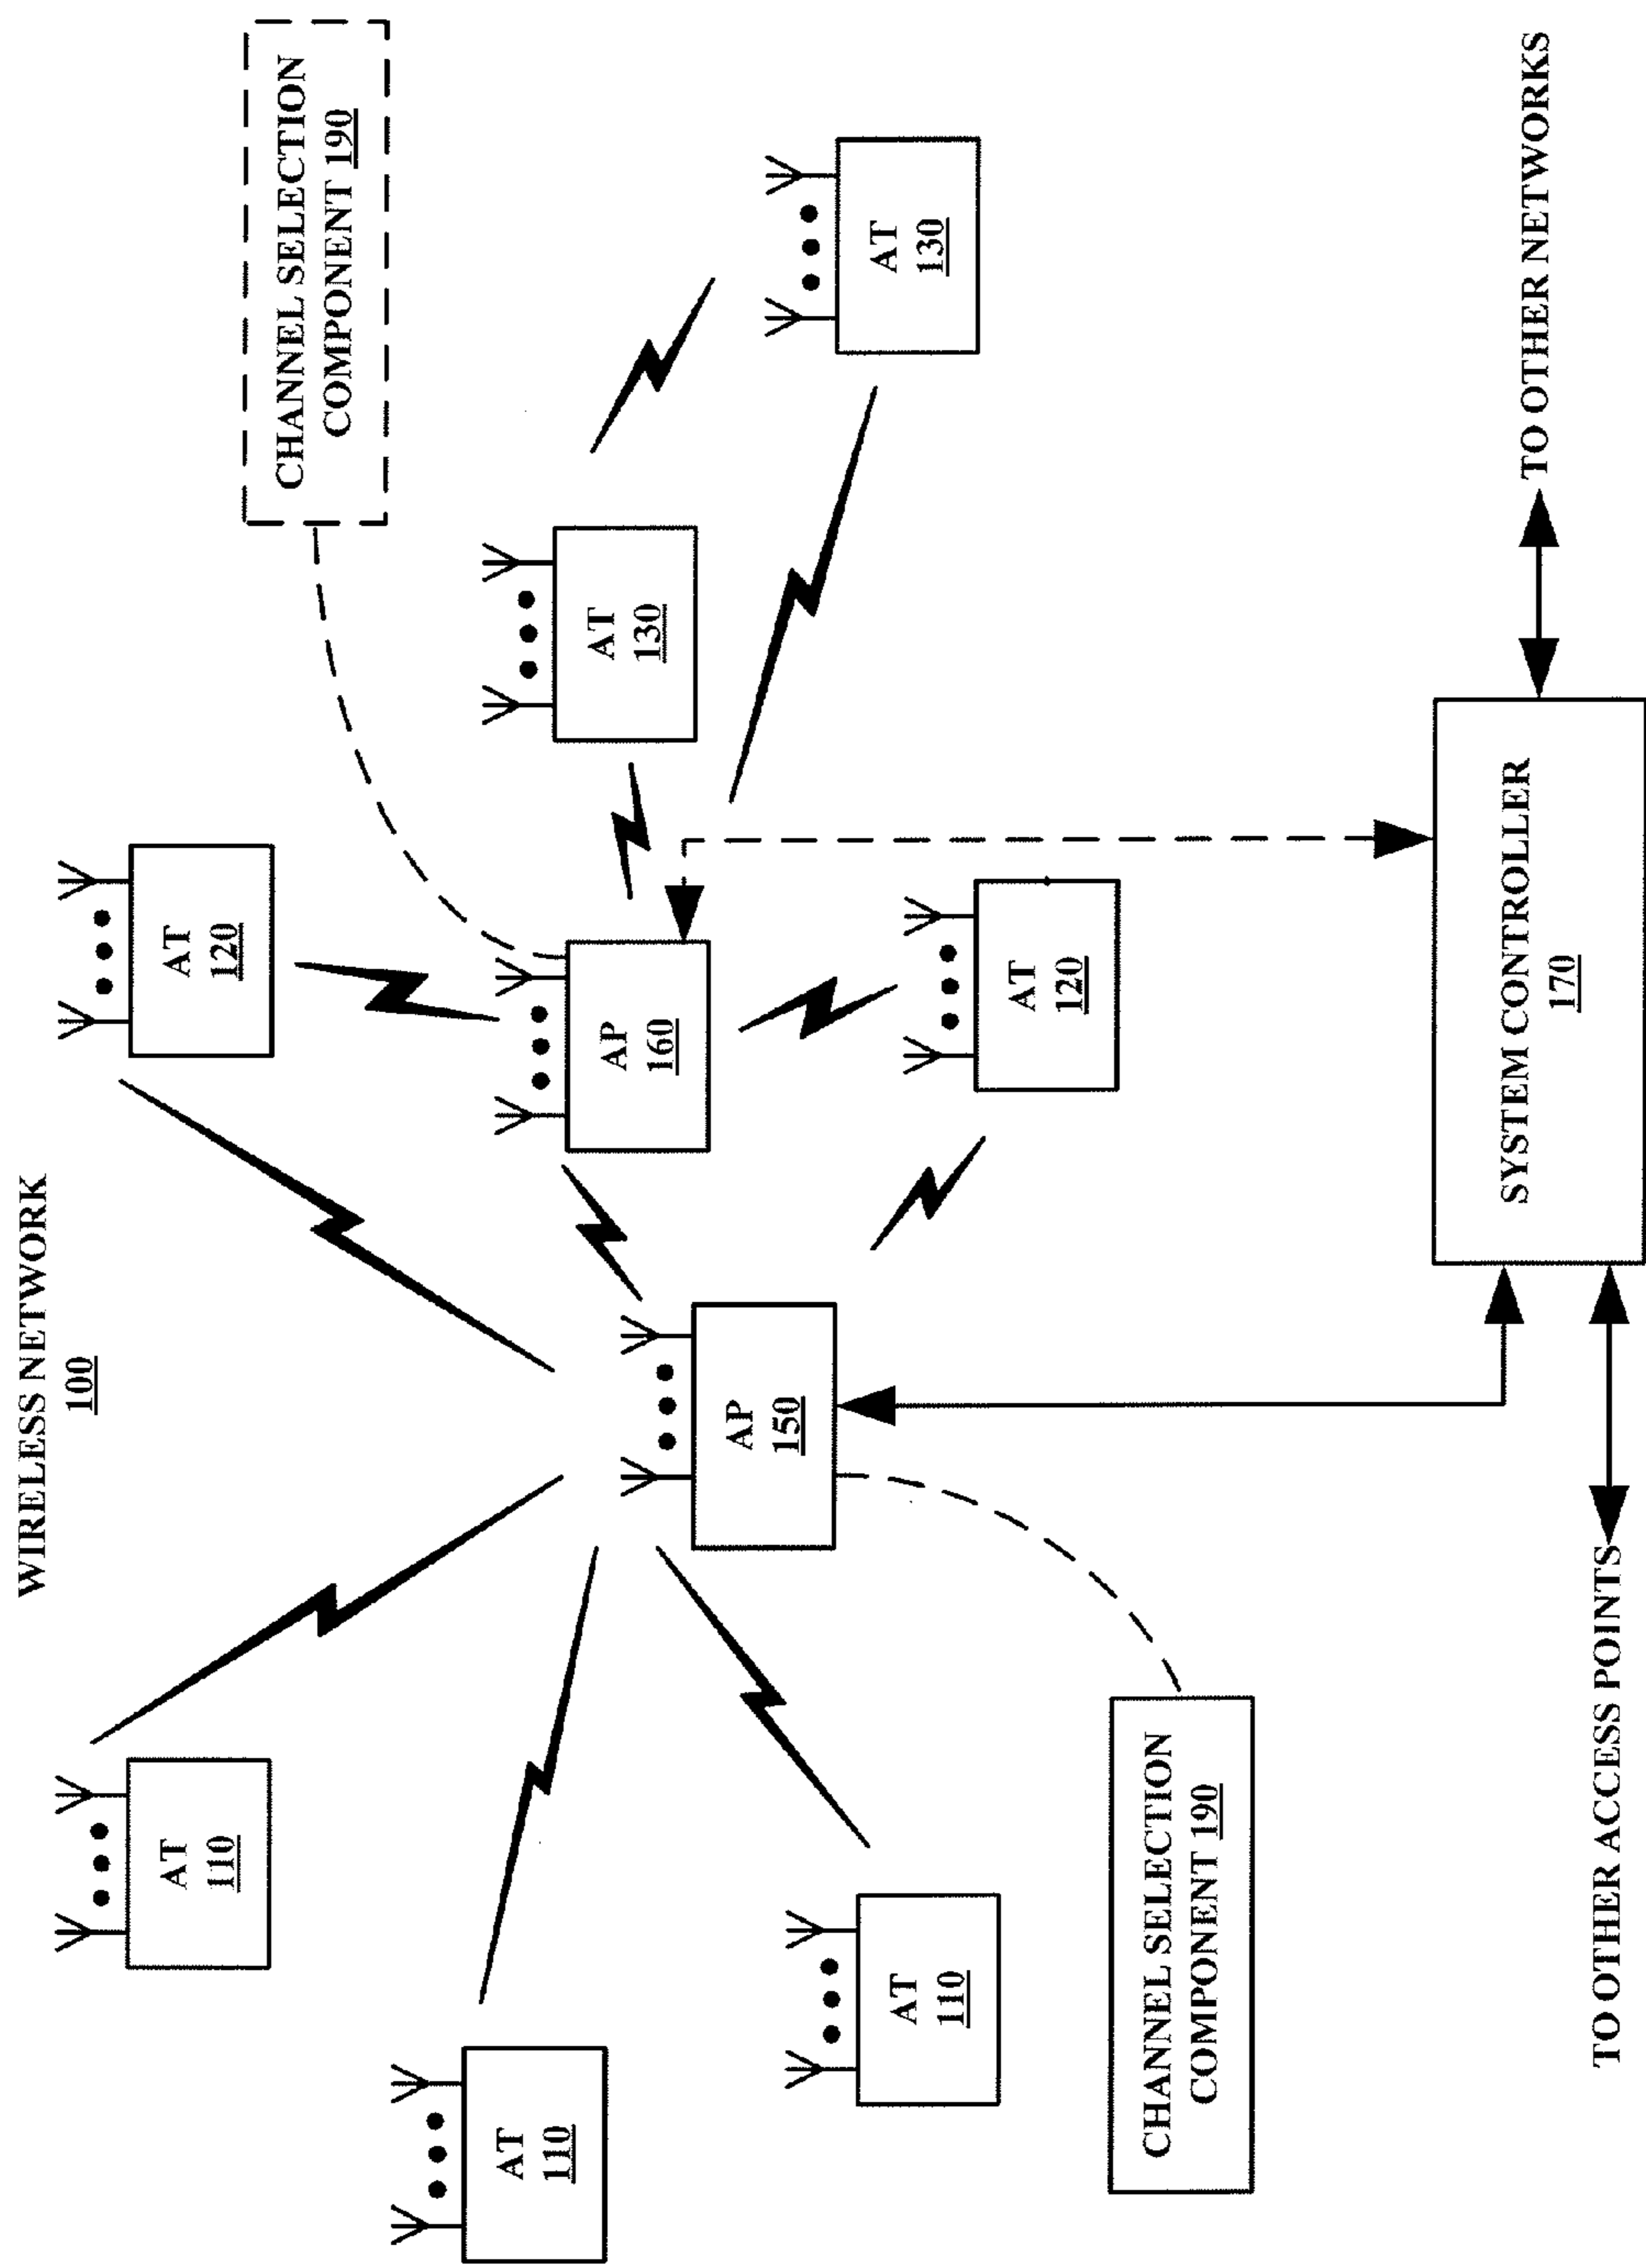 WIRELESS NETWORK
100
AT
110
AT
120
CHANNEL SELECTION
COMPONENT 190
AT
110
AP
160
AT
130
AP
150
AT
130
AT
110
AT
120
CHANNEL SELECTION
COMPONENT 190
SYSTEM CONTROLLER
170
TO OTHER NETWORKS
TO OTHER ACCESS POINTS